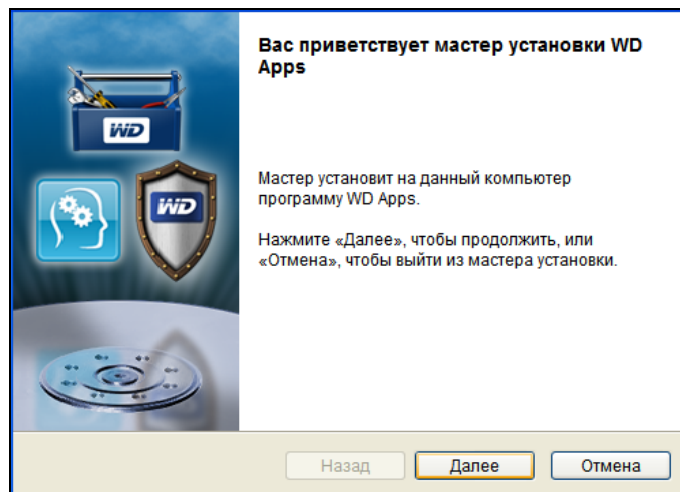 Вас приветствует мастер установки WD
Apps
WD
WD
Мастер установит на данный компьютер
программу WD Apps.
Нажмите «Далее», чтобы продолжить, или
«Отмена», чтобы выйти из мастера установки.
Назад
Далее
Отмена